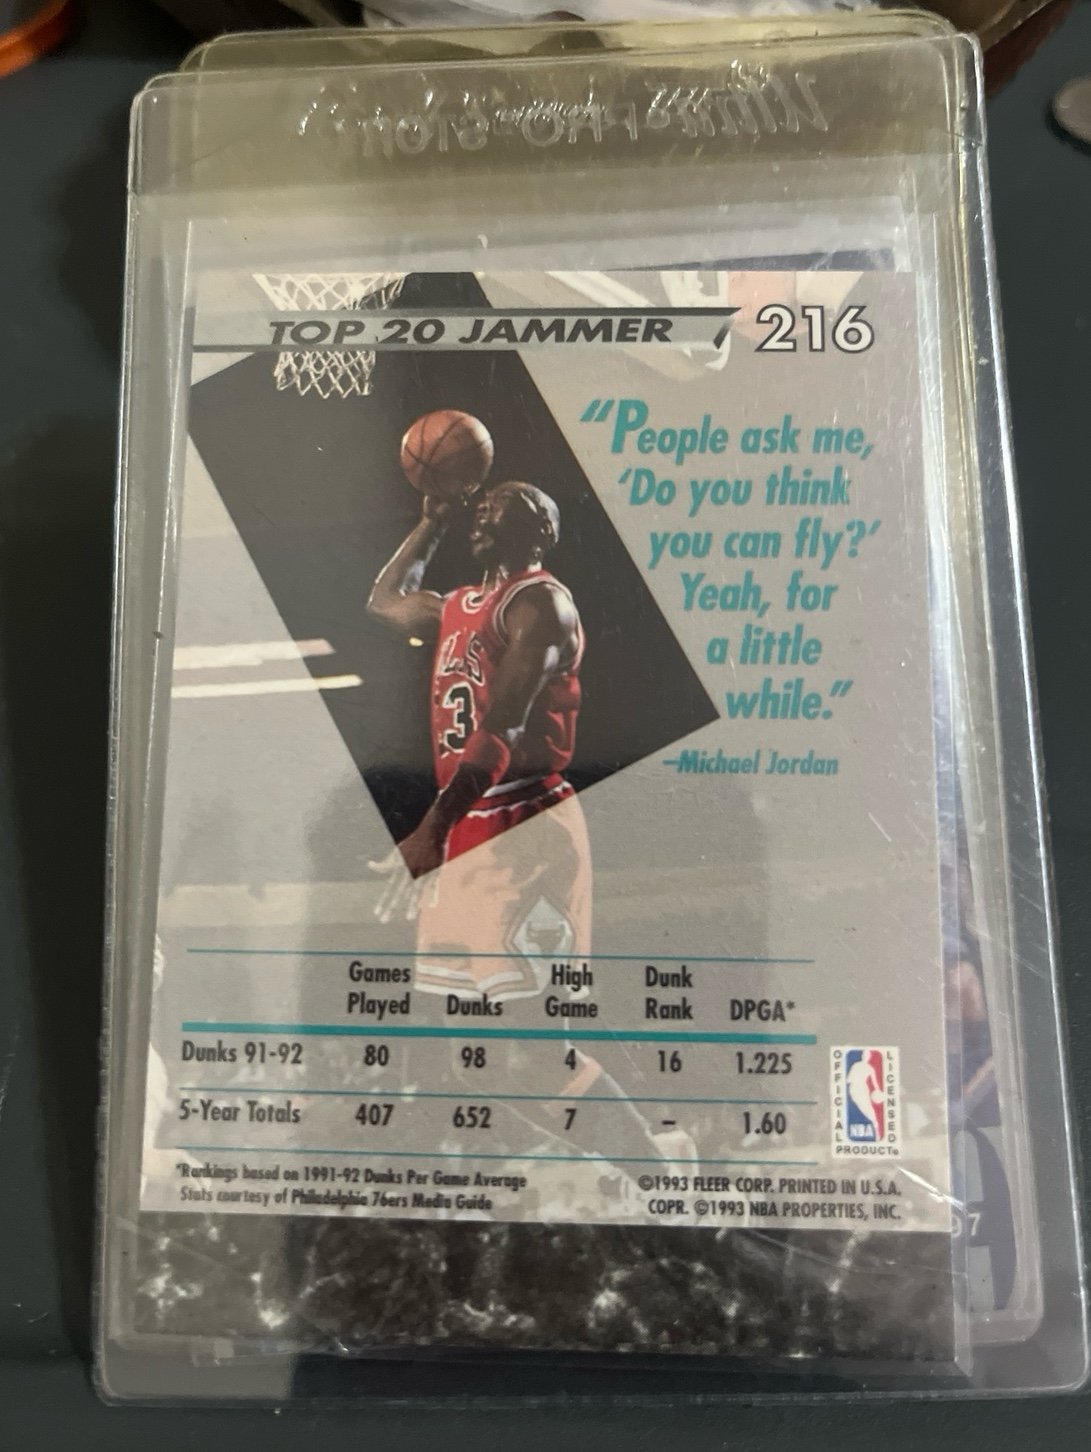 TOP 20 JAMMER 216
“People ask me,
‘Do you think
you can fly?’
Yeah, for
a little
while.”
–Michael Jordan
LS
3
Games Played Dunks High Game Dunk Rank DPGA*
Dunks 91-92 80 98 4 16 1.225
5-Year Totals 407 652 7 – 1.60
OFFICIAL LICENSED
NBA
PRODUCT®
*Rankings based on 1991-92 Dunks Per Game Average
Stats courtesy of Philadelphia 76ers Media Guide
©1993 FLEER CORP. PRINTED IN U.S.A.
COPR. ©1993 NBA PROPERTIES, INC.
97